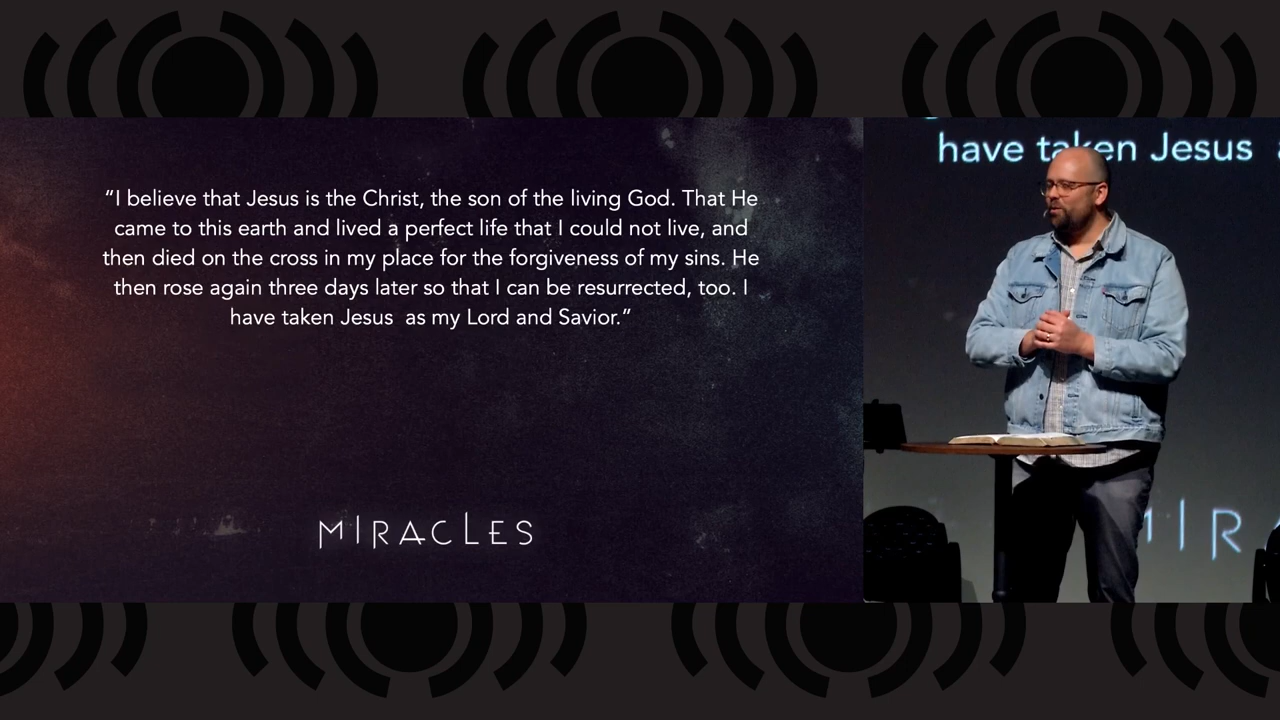 “I believe that Jesus is the Christ, the son of the living God. That He
came to this earth and lived a perfect life that I could not live, and
then died on the cross in my place for the forgiveness of my sins. He
then rose again three days later so that I can be resurrected, too. I
have taken Jesus  as my Lord and Savior.”
MIRACLES
have taken Jesus
MIR